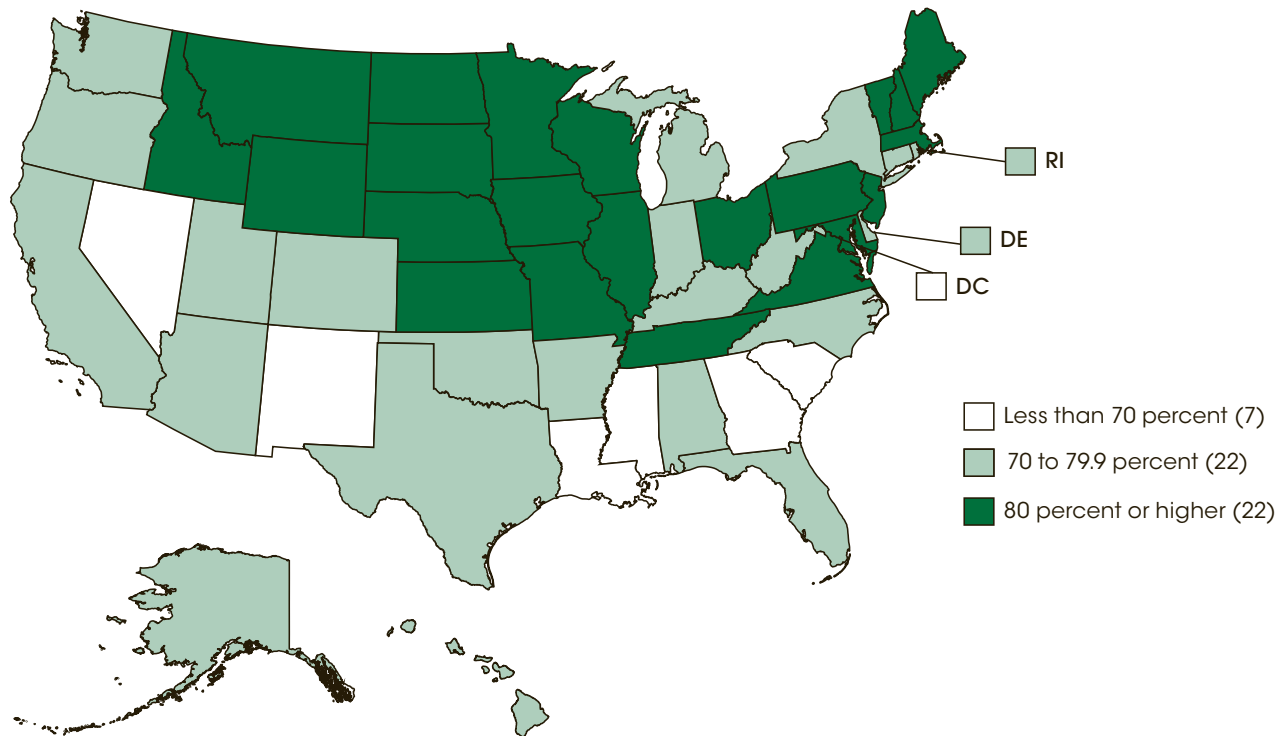 RI
DE
DC
Less than 70 percent (7)
70 to 79.9 percent (22)
80 percent or higher (22)